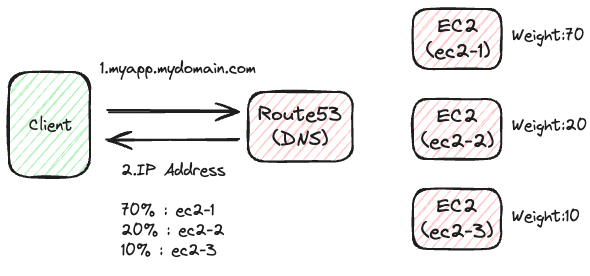 1.myapp.mydomain.com
Client
Route53
(DNS)
2.IP Address
70% : ec2-1
20% : ec2-2
10% : ec2-3
EC2
(ec2-1)
Weight:70
EC2
(ec2-2)
Weight:20
EC2
(ec2-3)
Weight:10